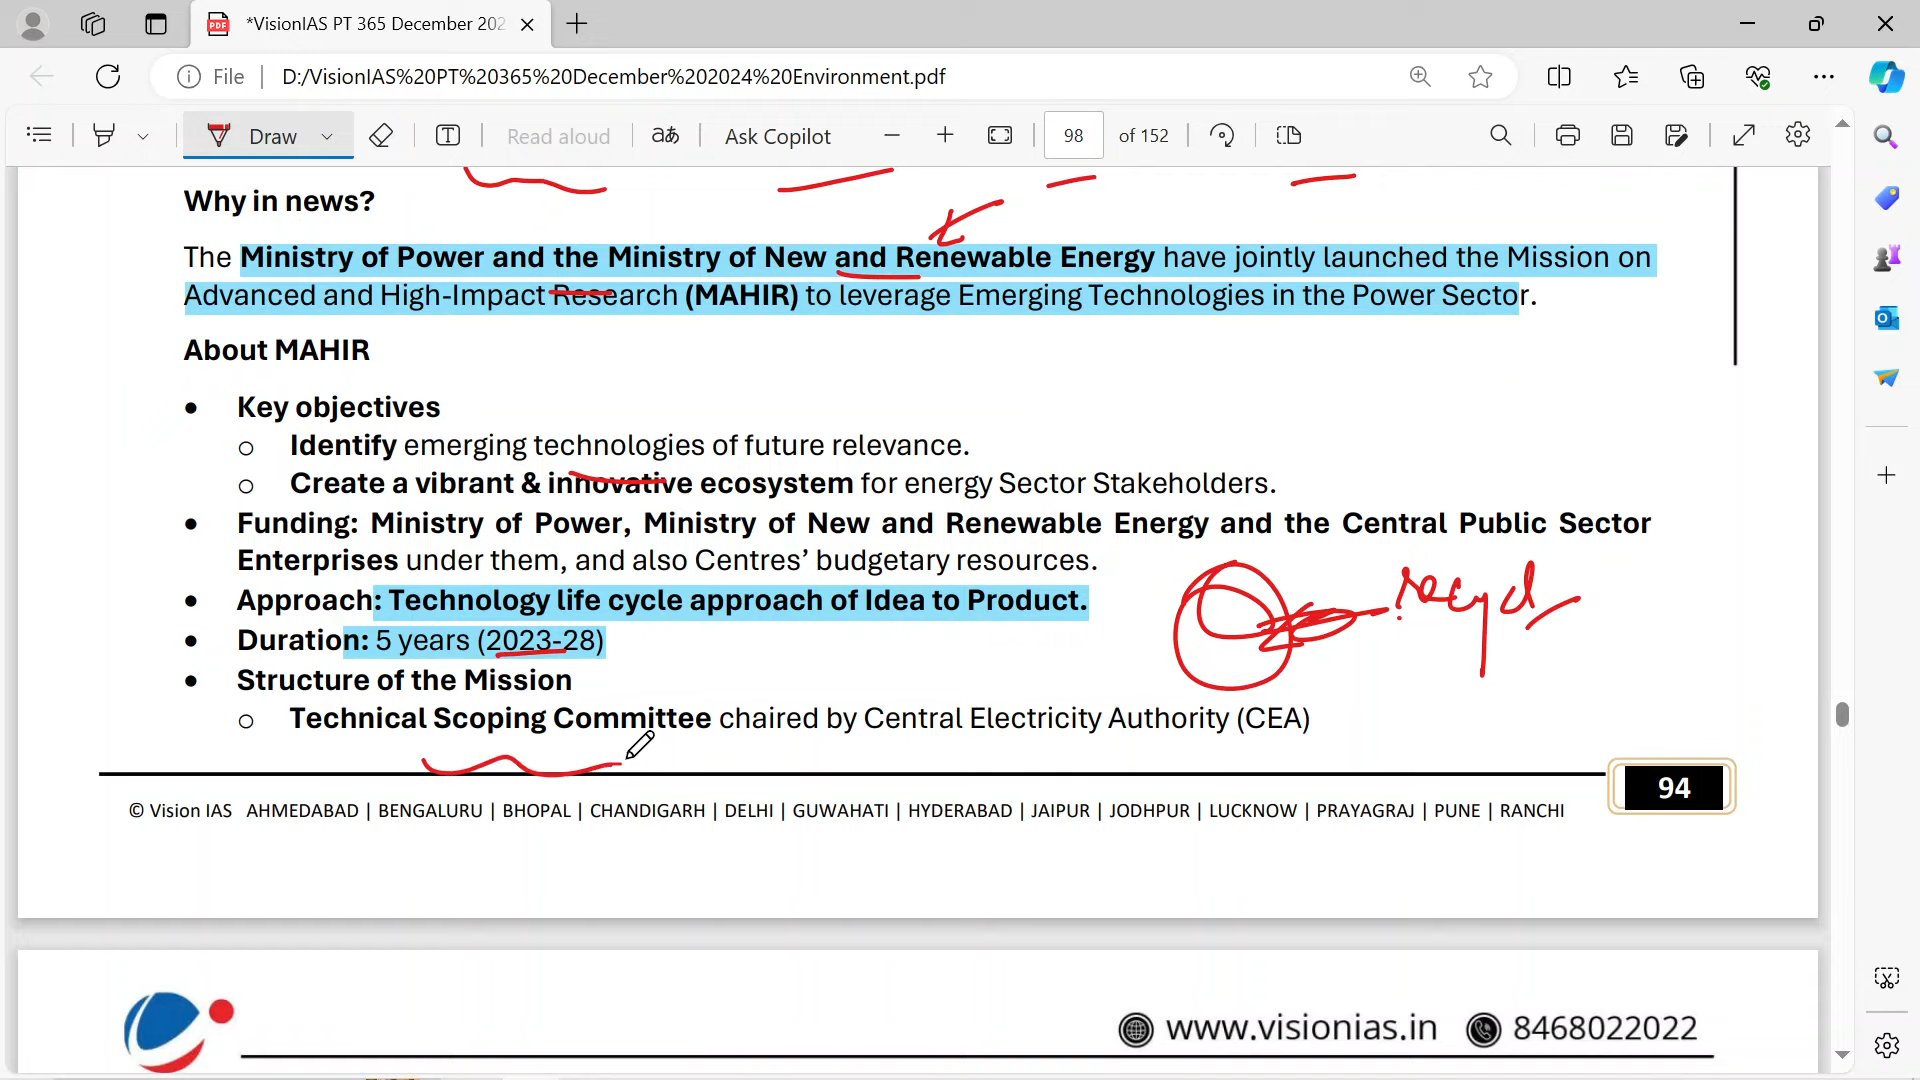 *VisionIAS PT 365 December 202
File
D:/VisionIAS%20PT%20365%20December%202024%20Environment.pdf
Draw
Read aloud
aあ
Ask Copilot
98
of 152
Why in news?
The Ministry of Power and the Ministry of New and Renewable Energy have jointly launched the Mission on
Advanced and High-Impact Research (MAHIR) to leverage Emerging Technologies in the Power Sector.
About MAHIR
• Key objectives
o Identify emerging technologies of future relevance.
o Create a vibrant & innovative ecosystem for energy Sector Stakeholders.
• Funding: Ministry of Power, Ministry of New and Renewable Energy and the Central Public Sector
Enterprises under them, and also Centres’ budgetary resources.
• Approach: Technology life cycle approach of Idea to Product.
• Duration: 5 years (2023-28)
• Structure of the Mission
o Technical Scoping Committee chaired by Central Electricity Authority (CEA)
94
© Vision IAS AHMEDABAD | BENGALURU | BHOPAL | CHANDIGARH | DELHI | GUWAHATI | HYDERABAD | JAIPUR | JODHPUR | LUCKNOW | PRAYAGRAJ | PUNE | RANCHI
www.visionias.in 8468022022